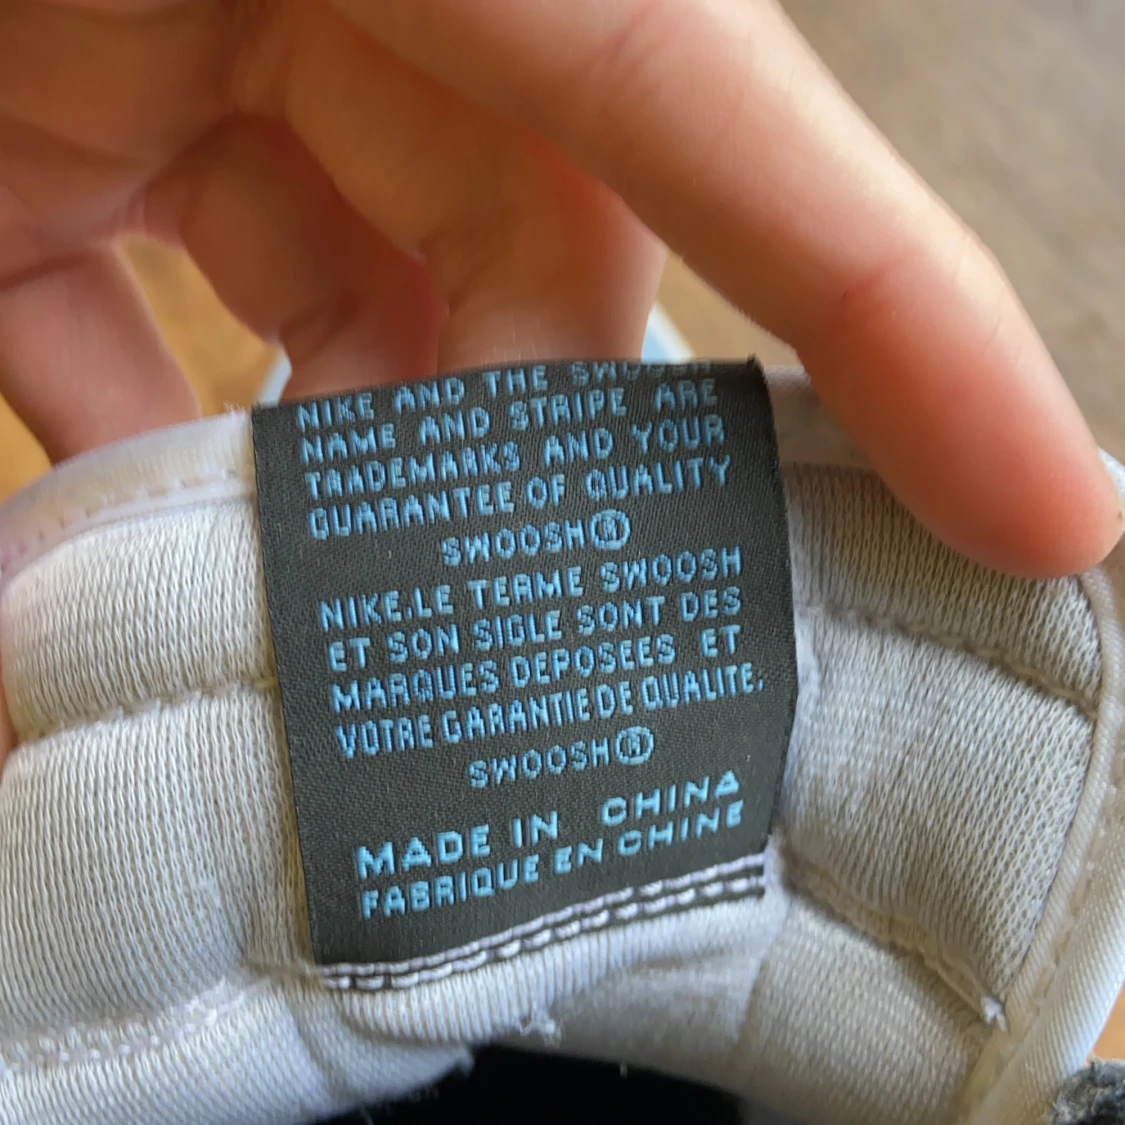 NIKE AND THE SWOOSH
NAME AND STRIPE ARE
TRADEMARKS AND YOUR
GUARANTEE OF QUALITY
SWOOSH®
NIKE.LE TERME SWOOSH
ET SON SIGLE SONT DES
MARQUES DEPOSEES ET
VOTRE GARANTIE DE QUALITE.
SWOOSH®
MADE IN CHINA
FABRIQUE EN CHINE